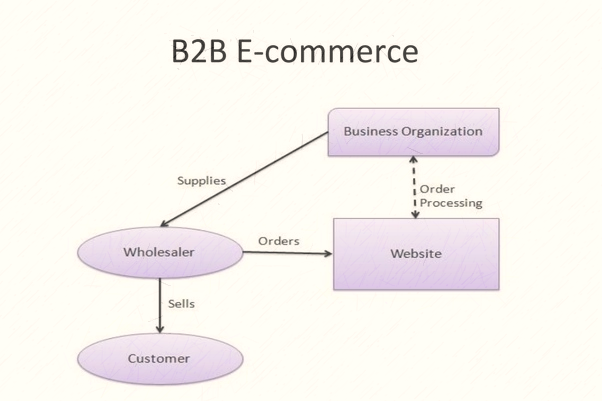 B2B E-commerce
Business Organization
Supplies
Order
Processing
Orders
Wholesaler
Website
Sells
Customer